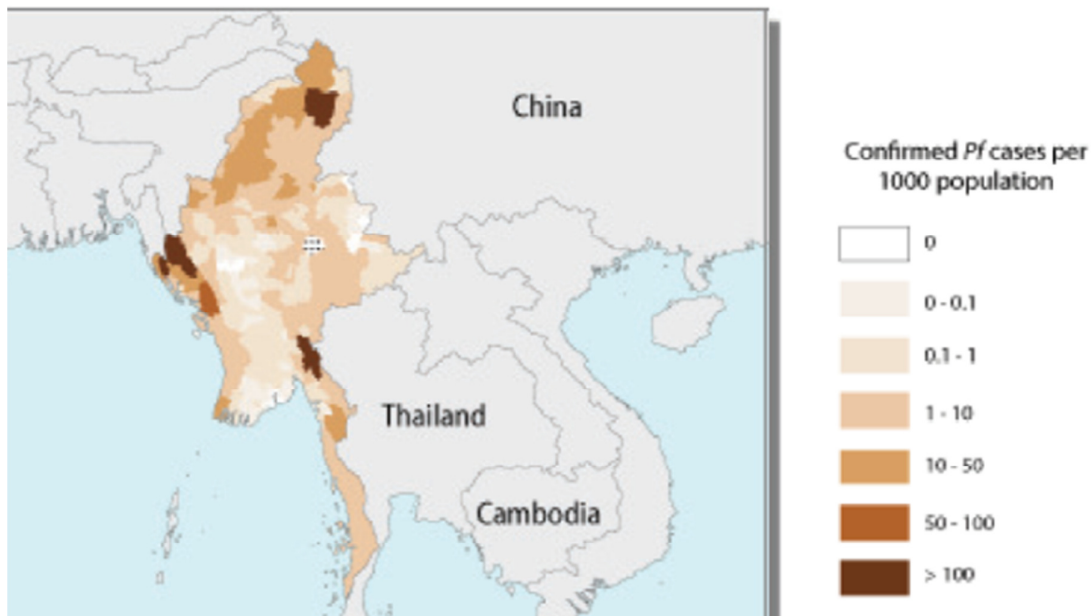 China
Thailand
Cambodia
Confirmed Pf cases per
1000 population
0
0 - 0.1
0.1 - 1
1 - 10
10 - 50
50 - 100
> 100